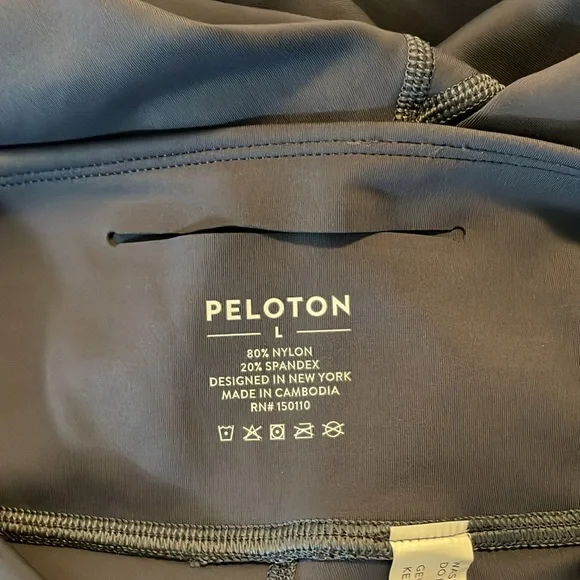 PELOTON
L
80% NYLON
20% SPANDEX
DESIGNED IN NEW YORK
MADE IN CAMBODIA
RN# 150110